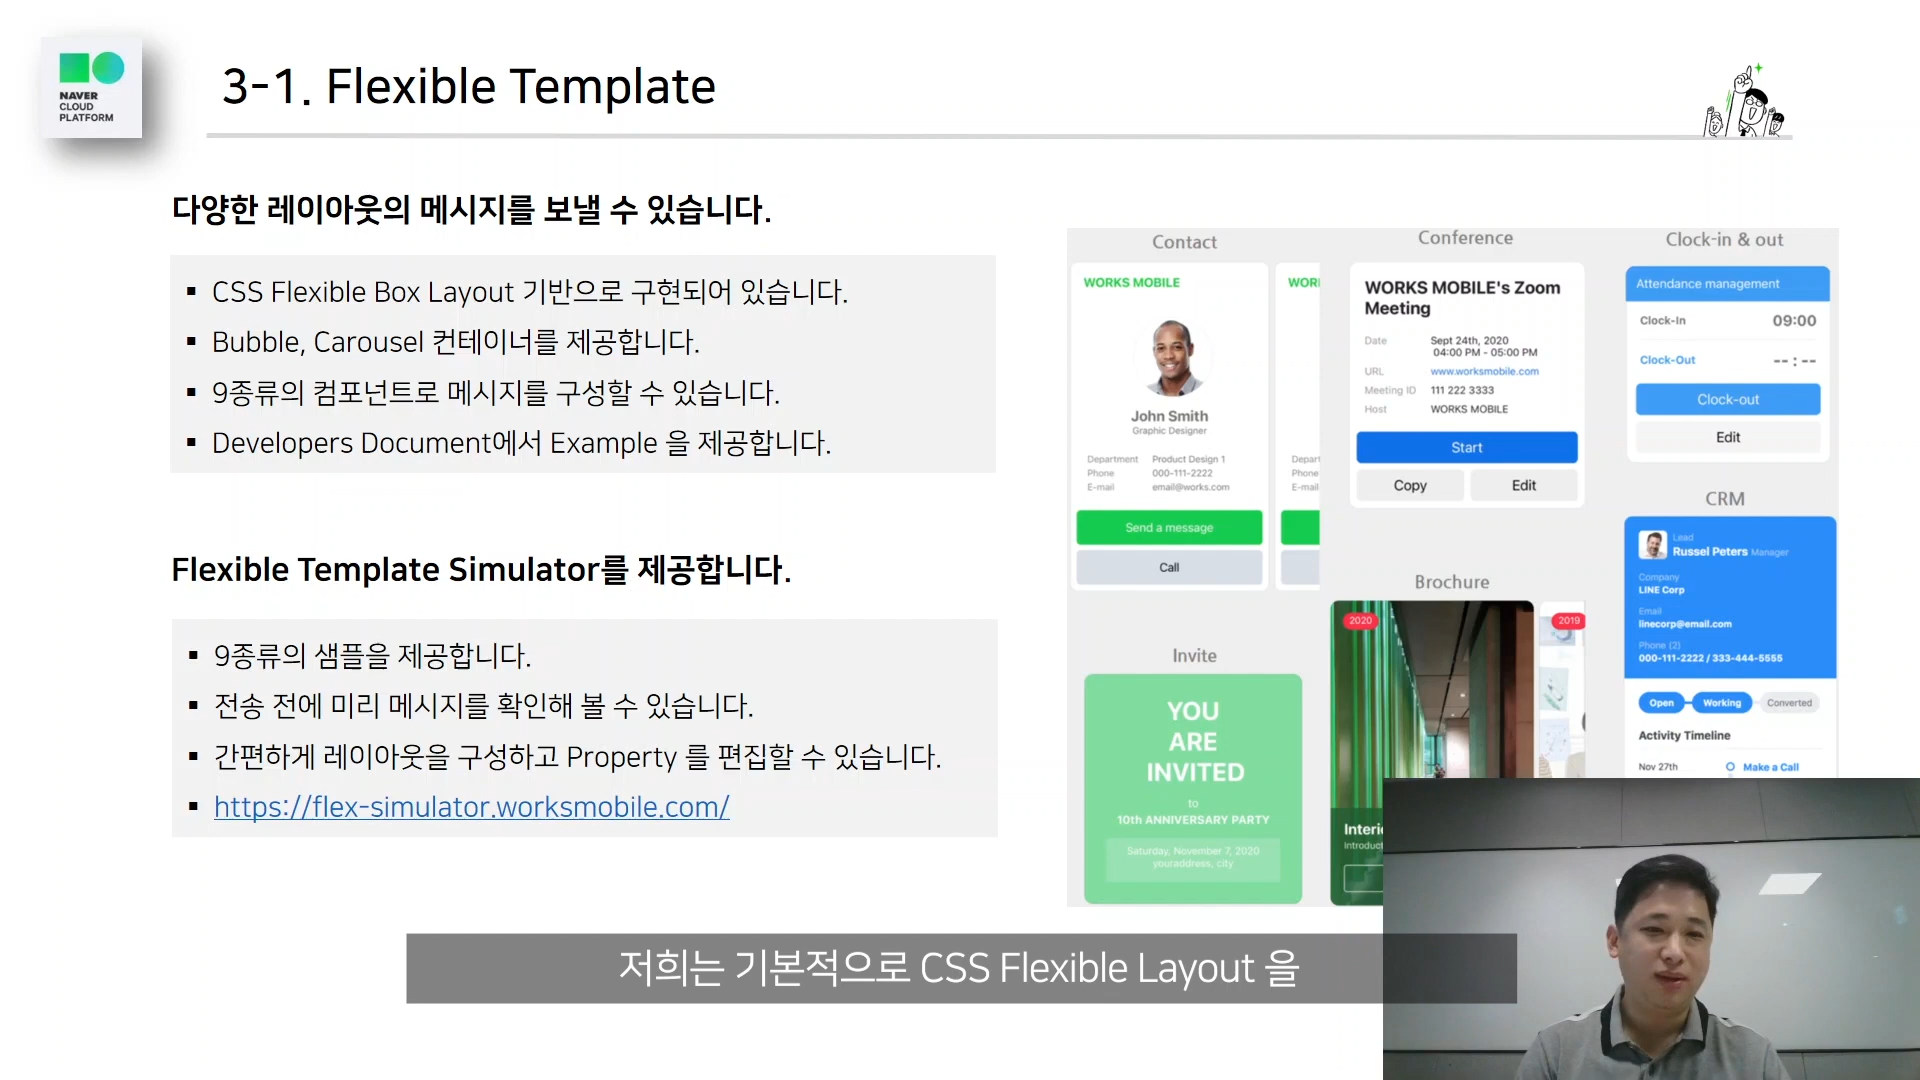 NAVER
CLOUD
PLATFORM
3-1. Flexible Template
다양한 레이아웃의 메시지를 보낼 수 있습니다.
▪ CSS Flexible Box Layout 기반으로 구현되어 있습니다.
▪ Bubble, Carousel 컨테이너를 제공합니다.
▪ 9종류의 컴포넌트로 메시지를 구성할 수 있습니다.
▪ Developers Document에서 Example 을 제공합니다.
Flexible Template Simulator를 제공합니다.
▪ 9종류의 샘플을 제공합니다.
▪ 전송 전에 미리 메시지를 확인해 볼 수 있습니다.
▪ 간편하게 레이아웃을 구성하고 Property 를 편집할 수 있습니다.
▪ https://flex-simulator.worksmobile.com/
Contact
WORKS MOBILE
John Smith
Graphic Designer
Department Product Design 1
Phone 000-111-2222
E-mail email@works.com
Send a message
Call
WOR
Depart
Phone
E-mail
Invite
YOU
ARE
INVITED
to
10th ANNIVERSARY PARTY
Saturday, November 7, 2020
youraddress, city
Conference
WORKS MOBILE's Zoom
Meeting
Date Sept 24th, 2020
04:00 PM - 05:00 PM
URL www.worksmobile.com
Meeting ID 111 222 3333
Host WORKS MOBILE
Start
Copy Edit
Brochure
2020 2019
Interi
Introduct
Clock-in & out
Attendance management
Clock-In 09:00
Clock-Out -- : --
Clock-out
Edit
CRM
Lead
Russel Peters Manager
Company
LINE Corp
Email
linecorp@email.com
Phone (2)
000-111-2222 / 333-444-5555
Open Working Converted
Activity Timeline
Nov 27th Make a Call
저희는 기본적으로 CSS Flexible Layout 을